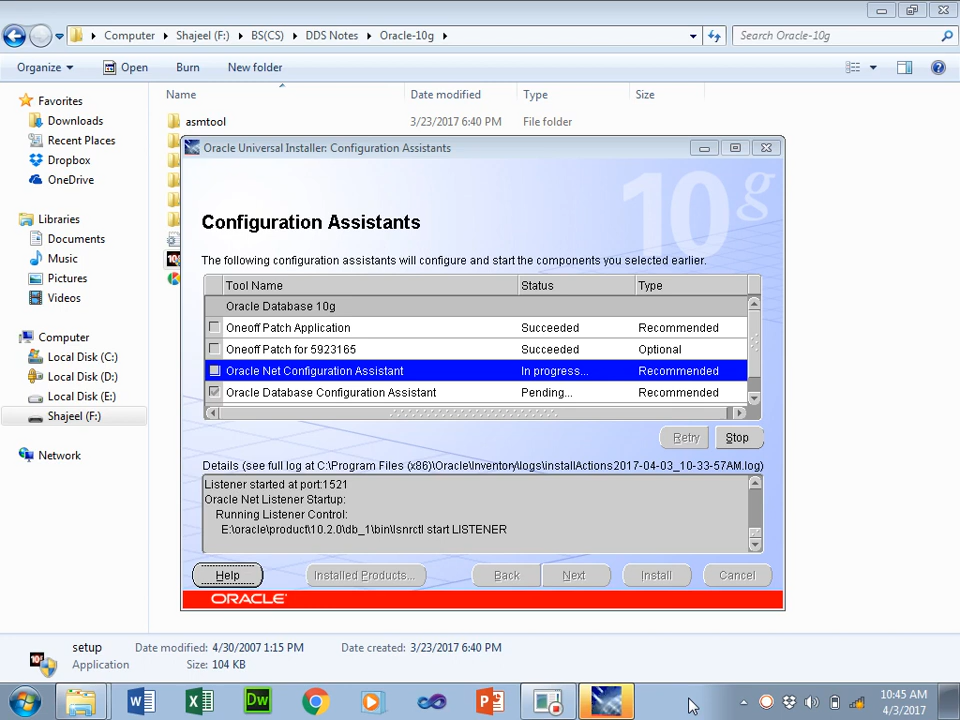 Computer Shajeel (F:) BS(CS) DDS Notes Oracle-10g
Search Oracle-10g
Organize Open Burn New folder
Favorites
Downloads
Recent Places
Dropbox
OneDrive
Libraries
Documents
Music
Pictures
Videos
Computer
Local Disk (C:)
Local Disk (D:)
Local Disk (E:)
Shajeel (F:)
Network
Name Date modified Type Size
asmtool 3/23/2017 6:40 PM File folder
Oracle Universal Installer: Configuration Assistants
10g
Configuration Assistants
The following configuration assistants will configure and start the components you selected earlier.
Tool Name Status Type
Oracle Database 10g
Oneoff Patch Application Succeeded Recommended
Oneoff Patch for 5923165 Succeeded Optional
Oracle Net Configuration Assistant In progress... Recommended
Oracle Database Configuration Assistant Pending... Recommended
Retry Stop
Details (see full log at C:\Program Files (x86)\Oracle\Inventory\logs\installActions2017-04-03_10-33-57AM.log)
Listener started at port:1521
Oracle Net Listener Startup:
Running Listener Control:
E:\oracle\product\10.2.0\db_1\bin\lsnrctl start LISTENER
Help Installed Products... Back Next Install Cancel
ORACLE
setup Date modified: 4/30/2007 1:15 PM Date created: 3/23/2017 6:40 PM
Application Size: 104 KB
10:45 AM
4/3/2017